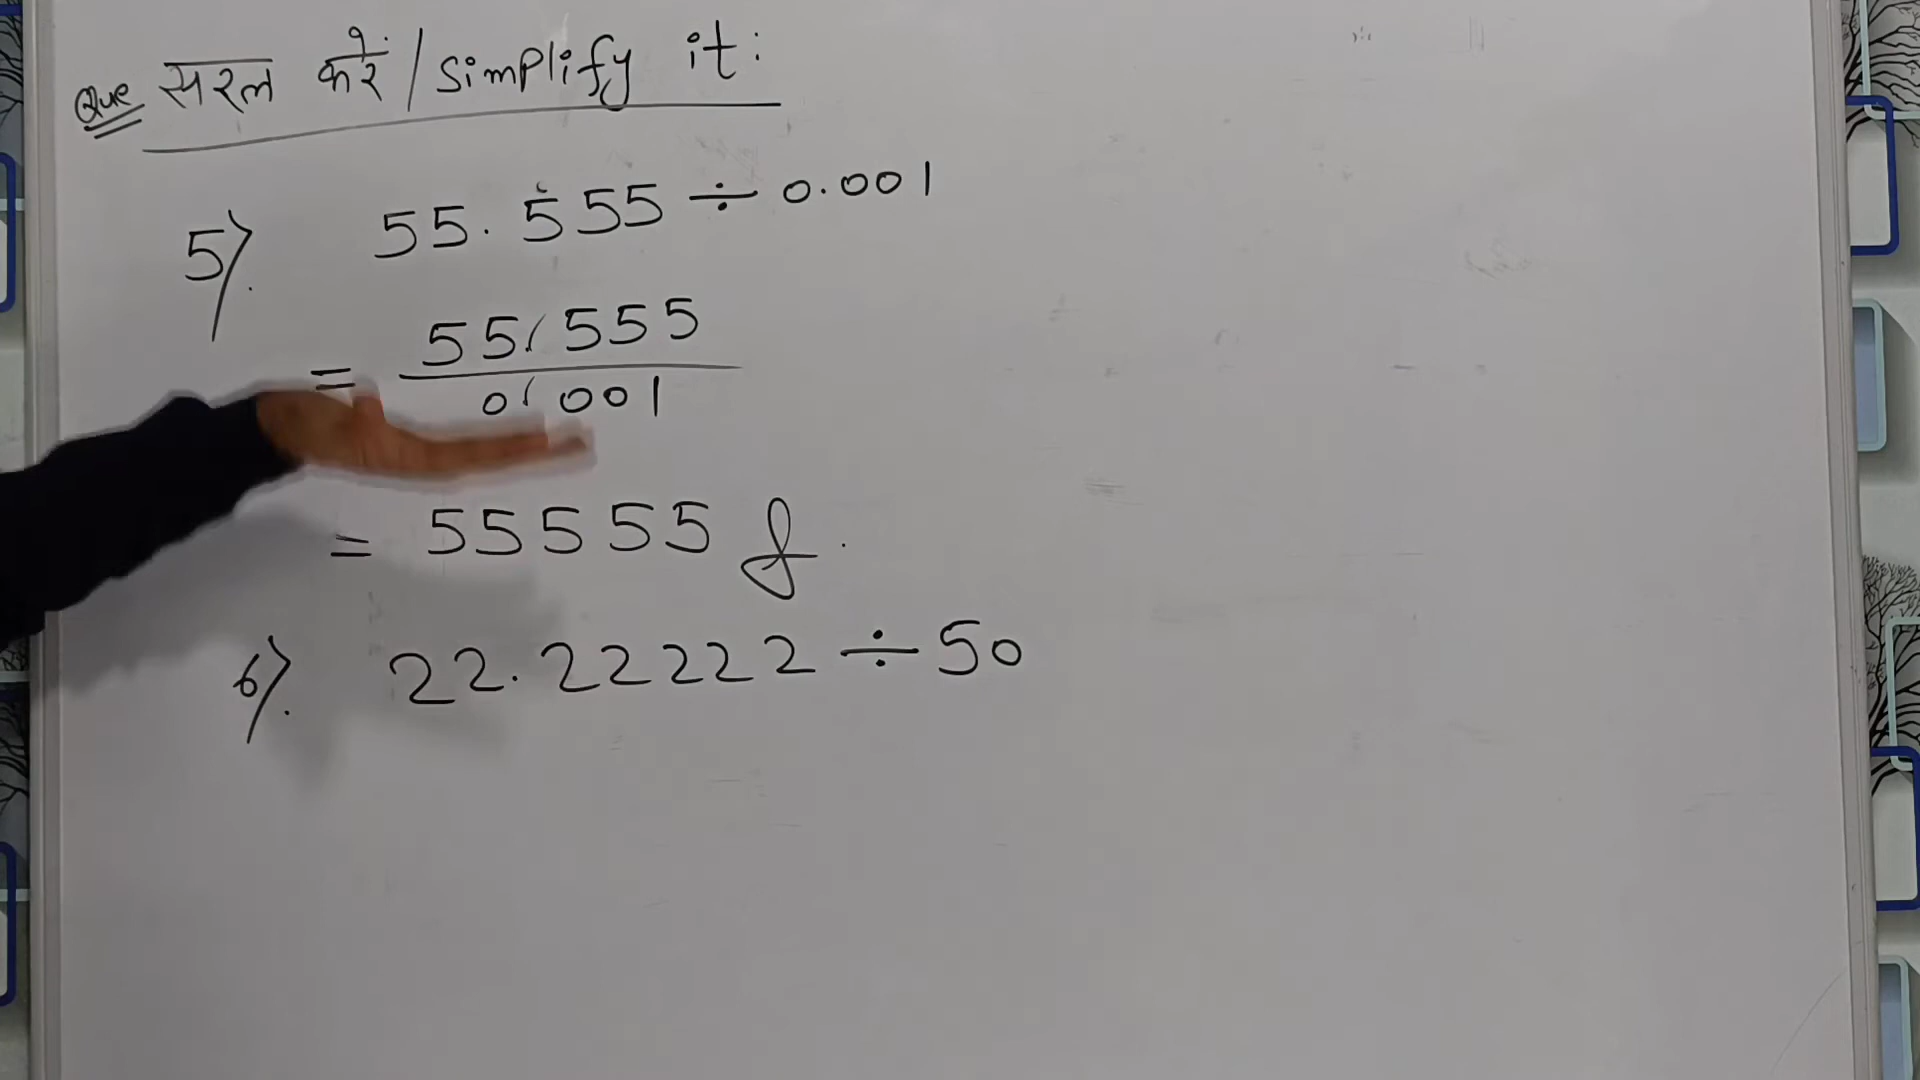 Que सरल करें / Simplify it:
5). 55.555 ÷ 0.001
= 55.555
0.001
= 55555
6). 22.22222 ÷ 50